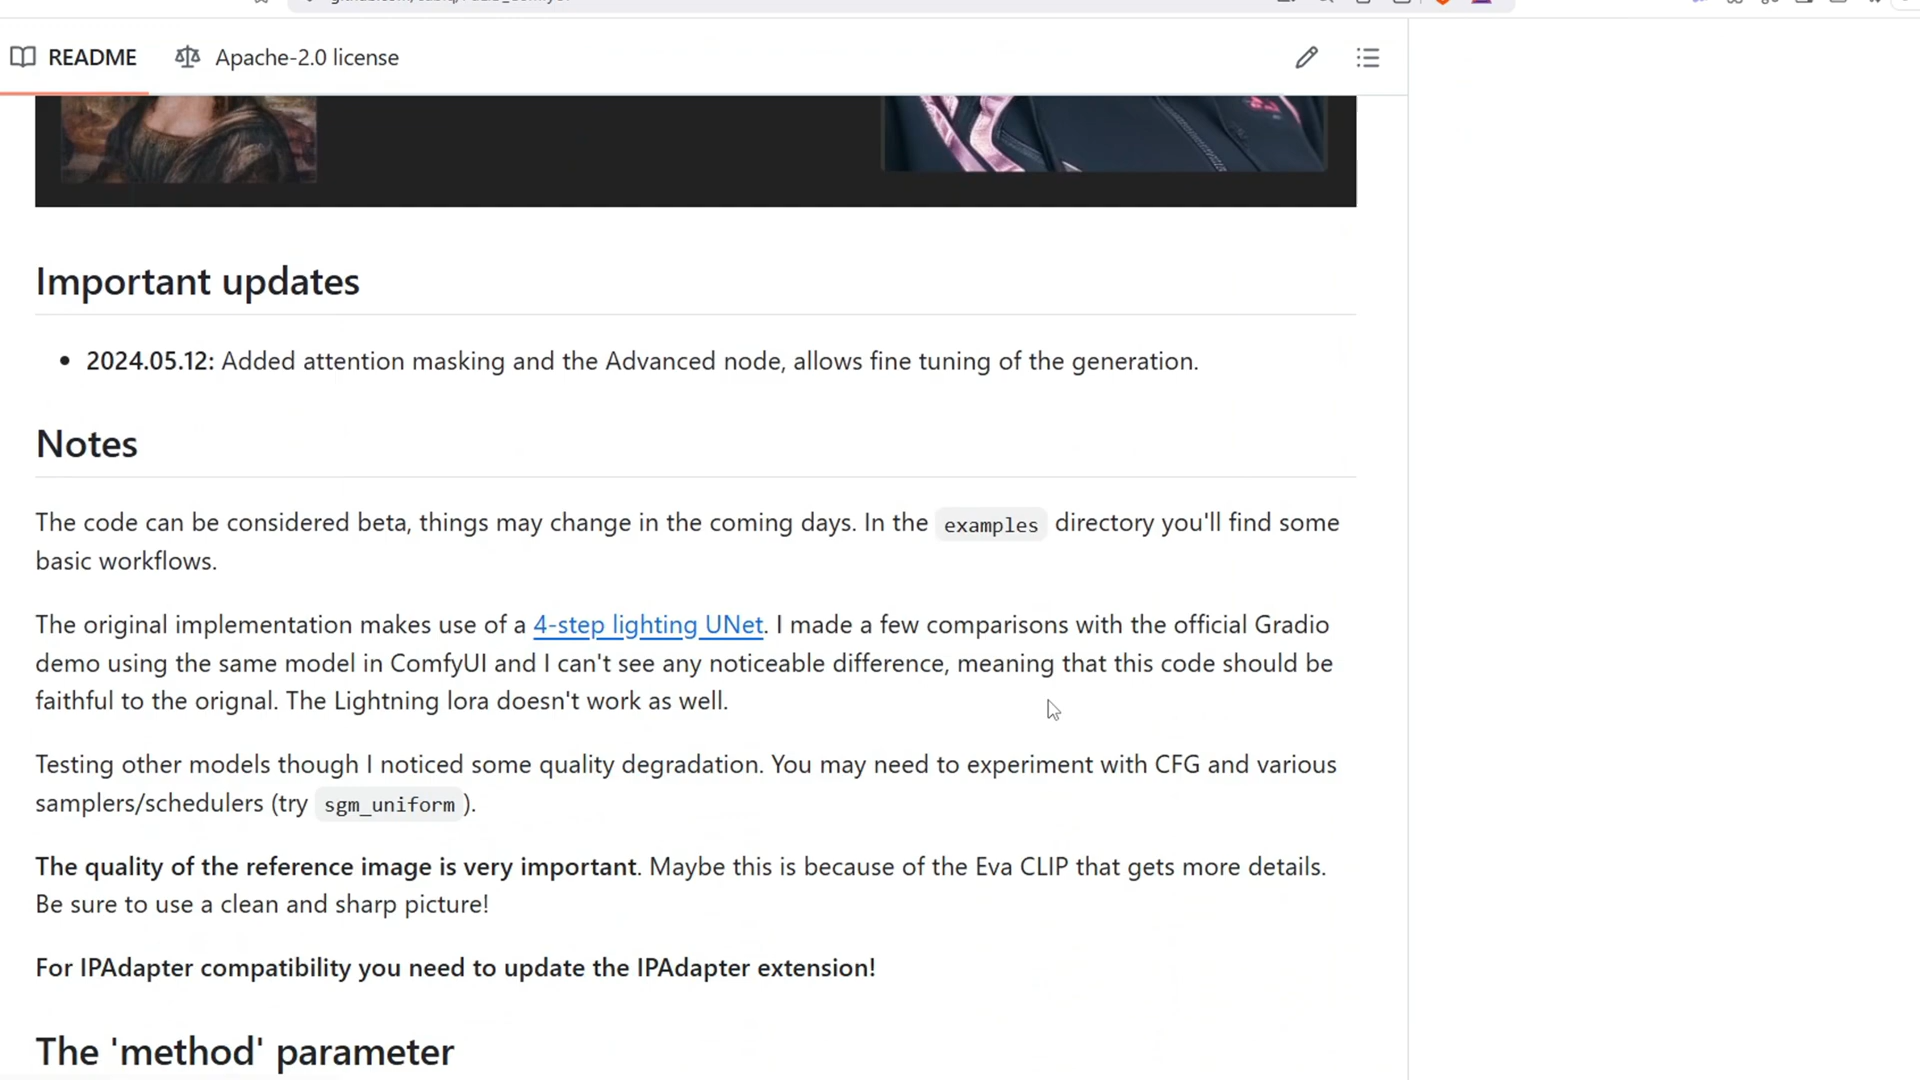 README Apache-2.0 license
Important updates
• 2024.05.12: Added attention masking and the Advanced node, allows fine tuning of the generation.
Notes
The code can be considered beta, things may change in the coming days. In the examples directory you'll find some
basic workflows.
The original implementation makes use of a 4-step lighting UNet. I made a few comparisons with the official Gradio
demo using the same model in ComfyUI and I can't see any noticeable difference, meaning that this code should be
faithful to the orignal. The Lightning lora doesn't work as well.
Testing other models though I noticed some quality degradation. You may need to experiment with CFG and various
samplers/schedulers (try sgm_uniform ).
The quality of the reference image is very important. Maybe this is because of the Eva CLIP that gets more details.
Be sure to use a clean and sharp picture!
For IPAdapter compatibility you need to update the IPAdapter extension!
The 'method' parameter